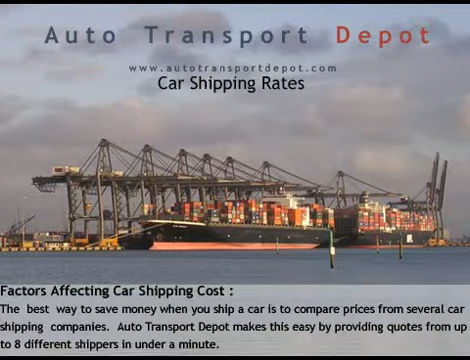 Auto Transport Depot
www.autotransportdepot.com
Car Shipping Rates
Factors Affecting Car Shipping Cost :
The best way to save money when you ship a car is to compare prices from several car
shipping companies. Auto Transport Depot makes this easy by providing quotes from up
to 8 different shippers in under a minute.